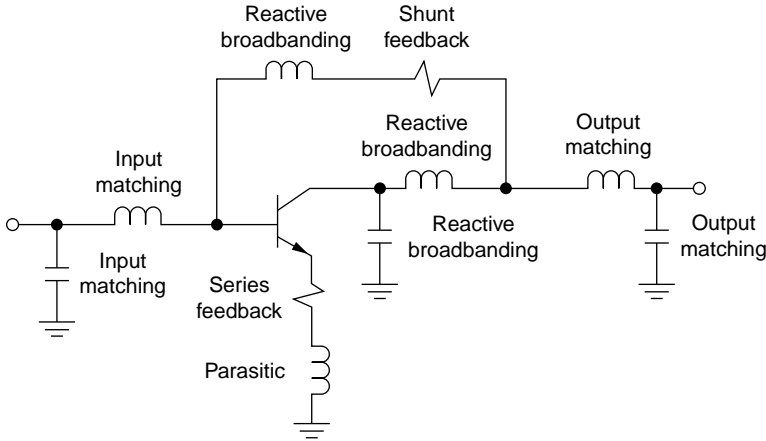 Reactive
broadbanding
Shunt
feedback
Reactive
broadbanding
Output
matching
Input
matching
Input
matching
Reactive
broadbanding
Output
matching
Series
feedback
Parasitic